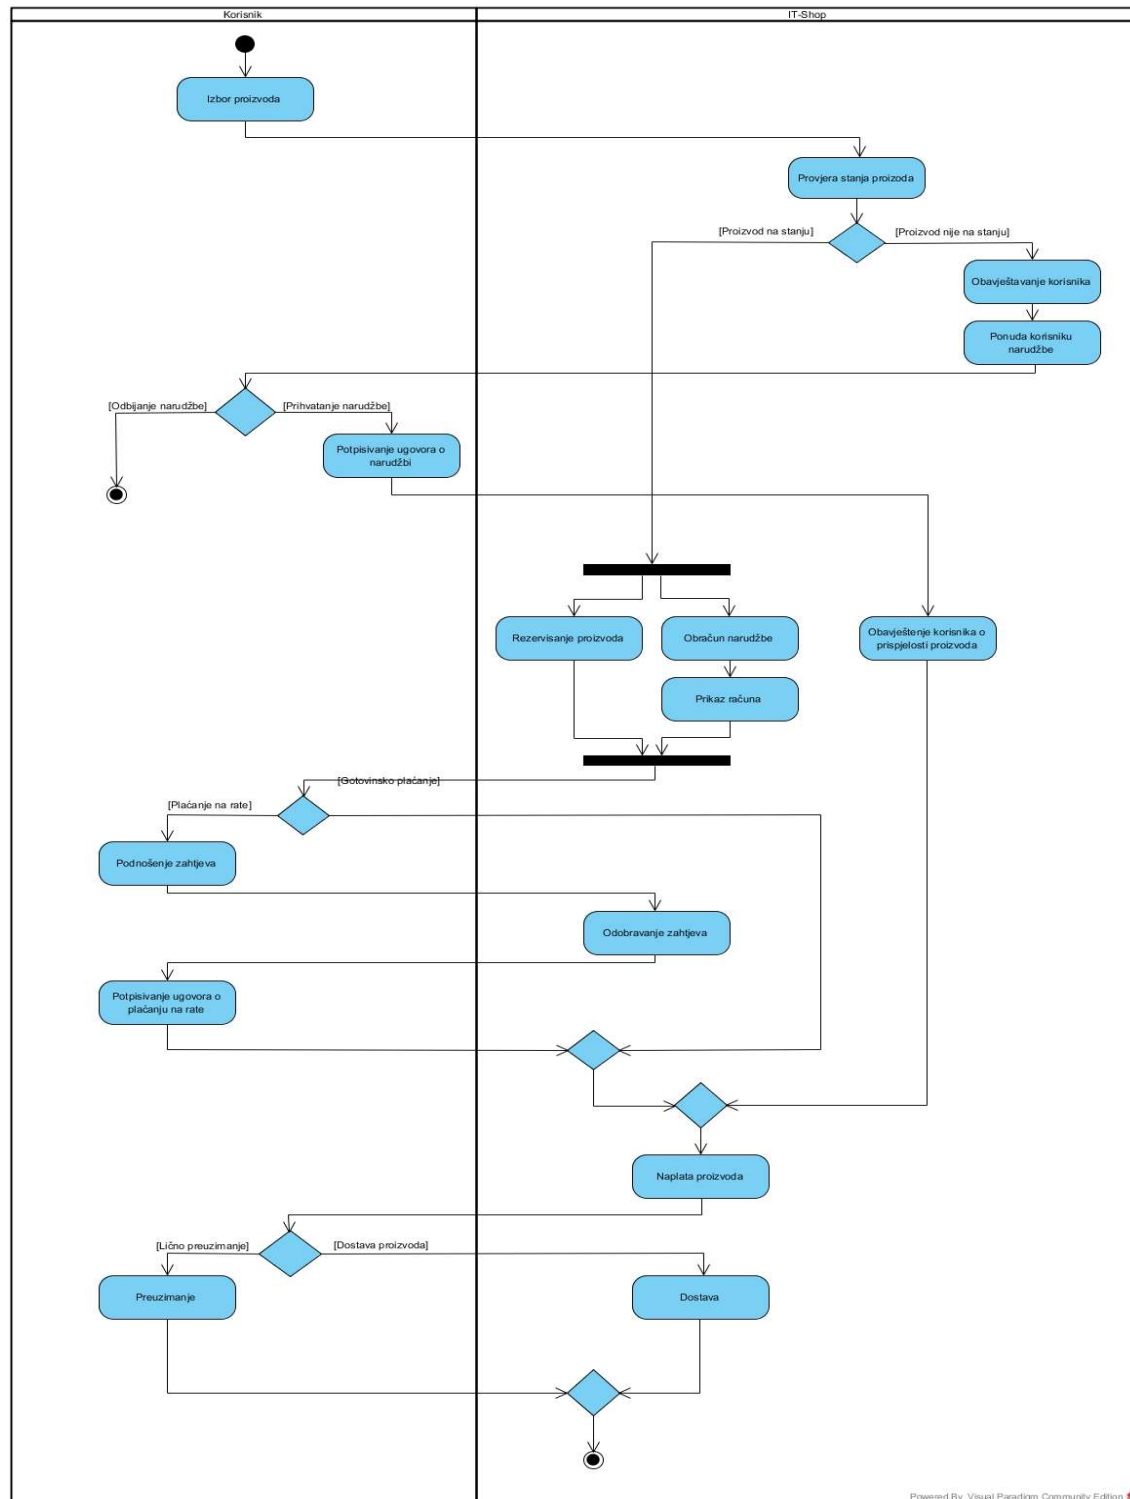 Korisnik
IT-Shop
Izbor proizvoda
Provjera stanja proizoda
[Proizvod na stanju]
[Proizvod nije na stanju]
Obavještavanje korisnika
Ponuda korisniku
narudžbe
[Odbijanje narudžbe]
[Prihvatanje narudžbe]
Potpisivanje ugovora o
narudžbi
Rezervisanje proizvoda
Obračun narudžbe
Obavještenje korisnika o
prispjelosti proizvoda
Prikaz računa
[Gotovinsko plaćanje]
[Plaćanje na rate]
Podnošenje zahtjeva
Odobravanje zahtjeva
Potpisivanje ugovora o
plaćanju na rate
Naplata proizvoda
[Lično preuzimanje]
[Dostava proizvoda]
Preuzimanje
Dostava
Powered By Visual Paradigm Community Edition